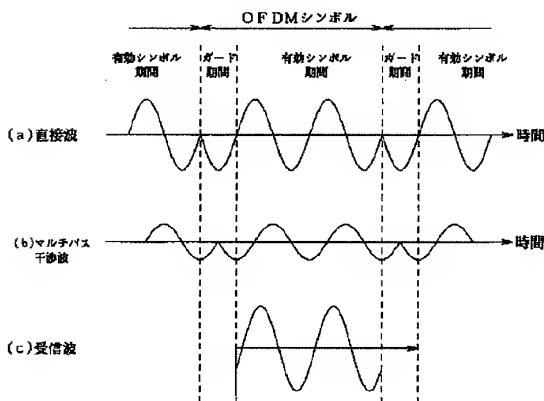 OFDMシンボル
有効シンボル
期間
ガード
期間
有効シンボル
期間
ガード
期間
有効シンボル
期間
(a)直接波
時間
(b)マルチパス
干渉波
時間
(c)受信波